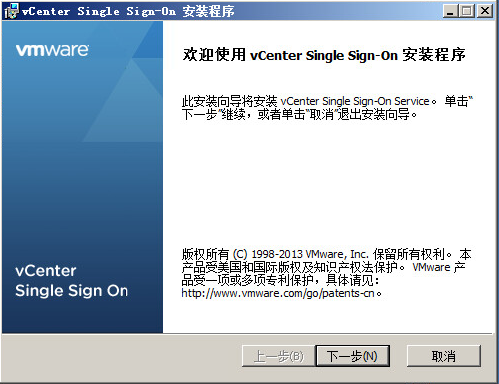 vCenter Single Sign-On 安装程序
vmware
欢迎使用 vCenter Single Sign-On 安装程序
此安装向导将安装 vCenter Single Sign-On Service。 单击“
下一步”继续，或者单击“取消”退出安装向导。
版权所有 (C) 1998-2013 VMware, Inc. 保留所有权利。 本
产品受美国和国际版权及知识产权法保护。 VMware 产
品受一项或多项专利保护，具体请见：
http://www.vmware.com/go/patents-cn。
vCenter
Single Sign On
上一步(B) 下一步(N) 取消